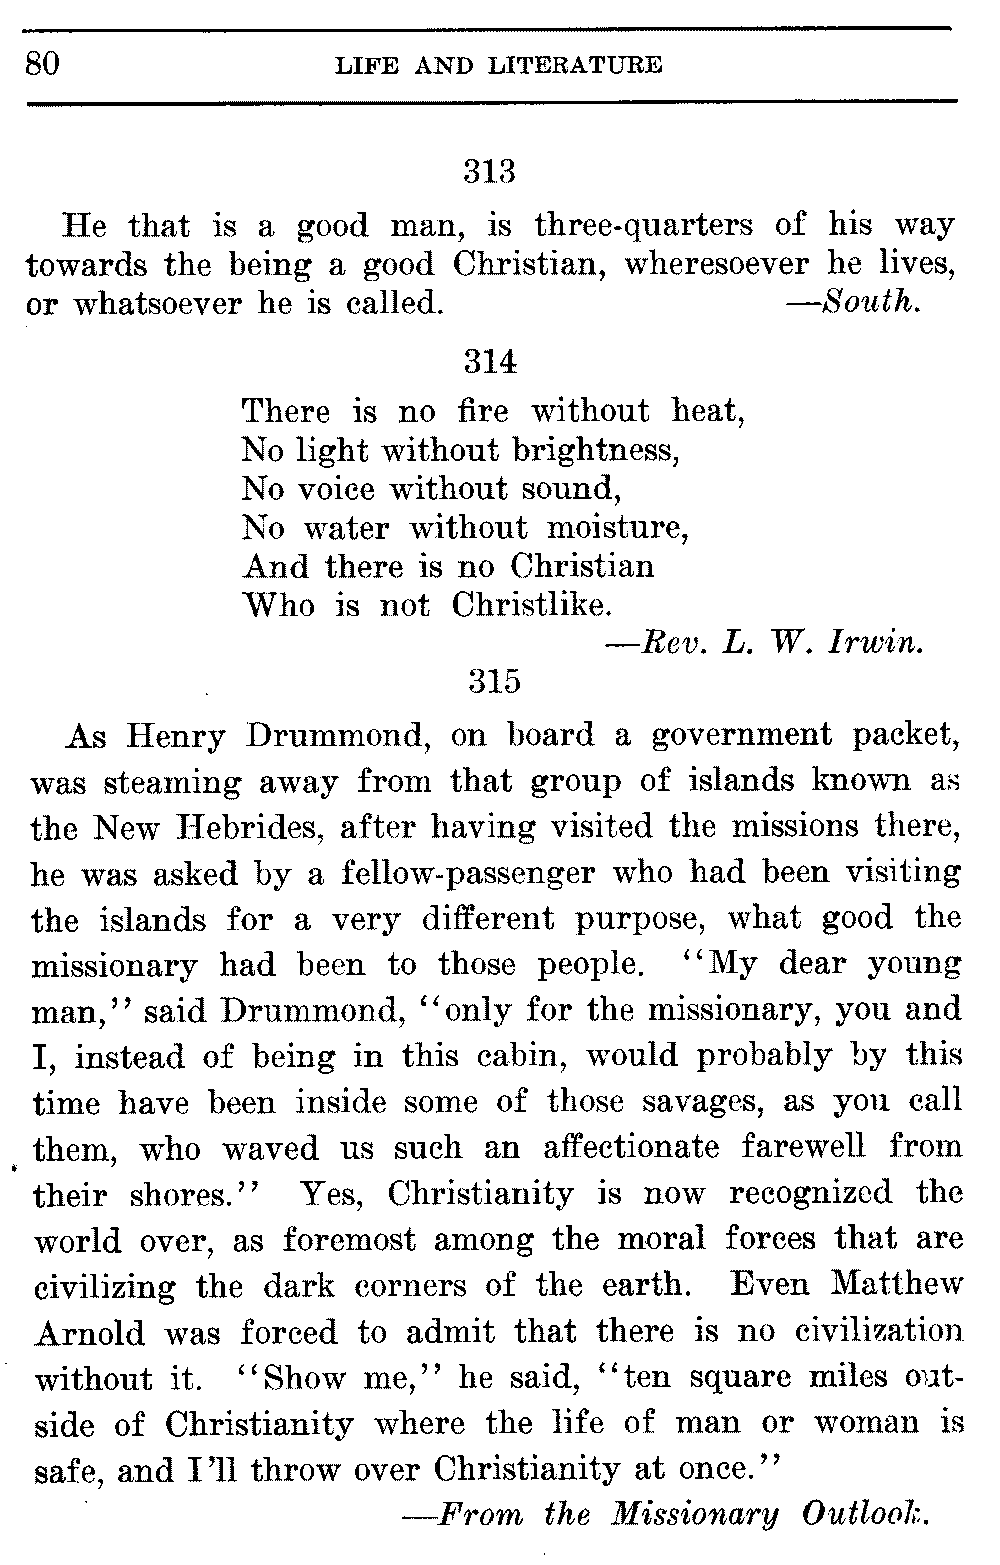 80 LIFE AND LITERATURE
313
He that is a good man, is three-quarters of his way
towards the being a good Christian, wheresoever he lives,
or whatsoever he is called. —South.
314
There is no fire without heat,
No light without brightness,
No voice without sound,
No water without moisture,
And there is no Christian
Who is not Christlike.
—Rev. L. W. Irwin.
315
As Henry Drummond, on board a government packet,
was steaming away from that group of islands known as
the New Hebrides, after having visited the missions there,
he was asked by a fellow-passenger who had been visiting
the islands for a very different purpose, what good the
missionary had been to those people. "My dear young
man," said Drummond, "only for the missionary, you and
I, instead of being in this cabin, would probably by this
time have been inside some of those savages, as you call
them, who waved us such an affectionate farewell from
their shores." Yes, Christianity is now recognized the
world over, as foremost among the moral forces that are
civilizing the dark corners of the earth. Even Matthew
Arnold was forced to admit that there is no civilization
without it. "Show me," he said, "ten square miles out-
side of Christianity where the life of man or woman is
safe, and I'll throw over Christianity at once."
—From the Missionary Outlook.